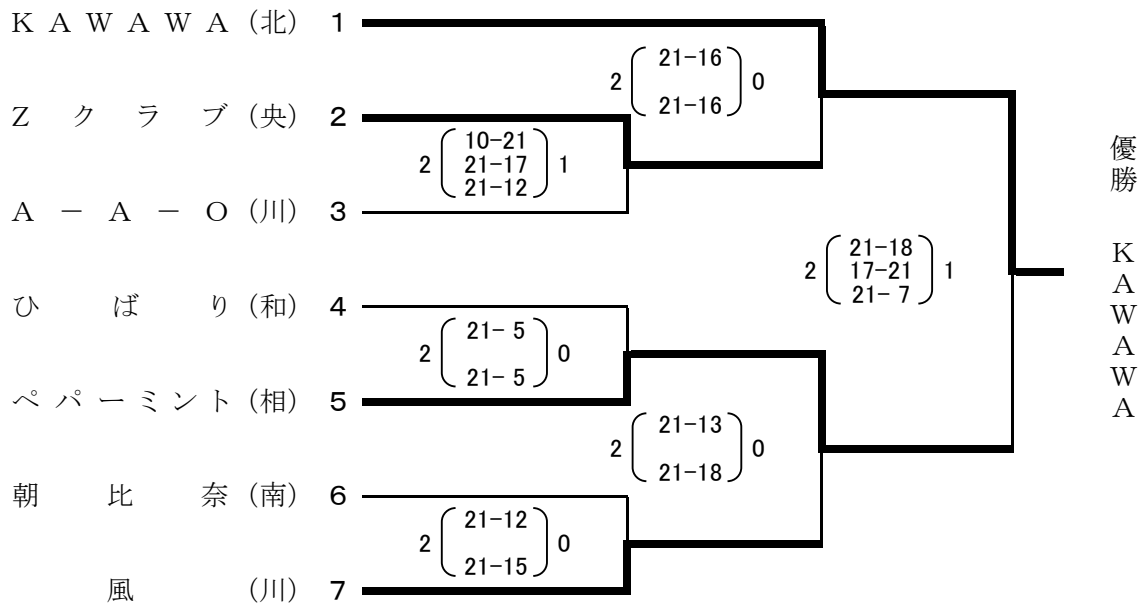 KAWAWA (北) 1
Zクラブ (央) 2
A－A－O (川) 3
ひばり (和) 4
ペパーミント (相) 5
朝比奈 (南) 6
風 (川) 7
2 10-21 1
21-17
21-12
2 21- 5 0
21- 5
2 21-12 0
21-15
2 21-16 0
21-16
2 21-13 0
21-18
2 21-18 1
17-21
21- 7
優勝 KAWAWA